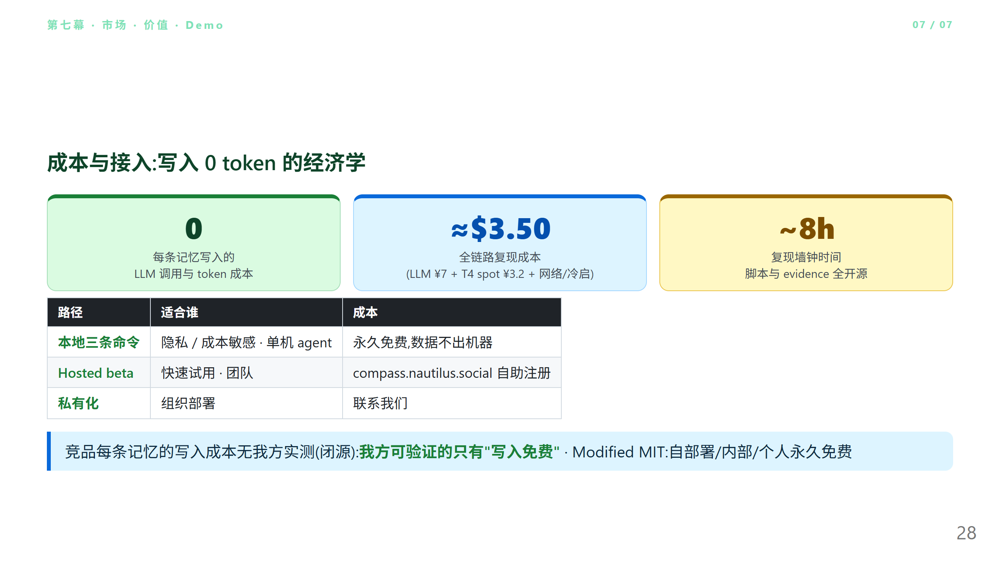 第七幕 · 市场 · 价值 · Demo
07 / 07
成本与接入:写入 0 token 的经济学
0
每条记忆写入的
LLM 调用与 token 成本
≈$3.50
全链路复现成本
(LLM ¥7 + T4 spot ¥3.2 + 网络/冷启)
~8h
复现墙钟时间
脚本与 evidence 全开源
路径 适合谁 成本
本地三条命令 隐私 / 成本敏感 · 单机 agent 永久免费,数据不出机器
Hosted beta 快速试用 · 团队 compass.nautilus.social 自助注册
私有化 组织部署 联系我们
竞品每条记忆的写入成本无我方实测(闭源):我方可验证的只有"写入免费" · Modified MIT:自部署/内部/个人永久免费
28